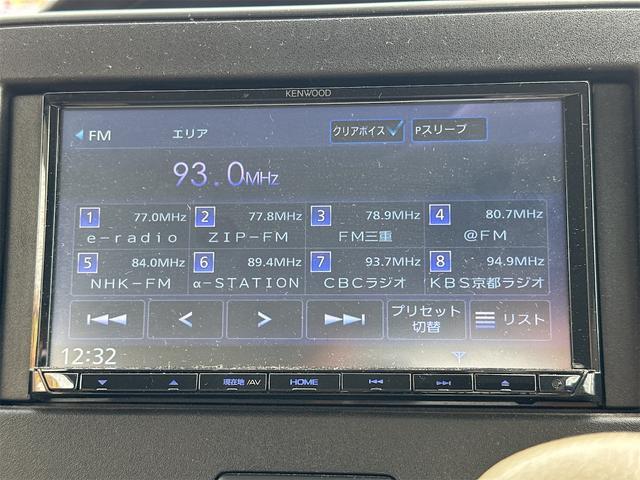 KENWOOD
FM エリア クリアボイス Pスリープ
93.0MHz
1 77.0MHz 2 77.8MHz 3 78.9MHz 4 80.7MHz
e-radio ZIP-FM FM三重 @FM
5 84.0MHz 6 89.4MHz 7 93.7MHz 8 94.9MHz
NHK-FM α-STATION CBCラジオ KBS京都ラジオ
プリセット
切替 リスト
12:32
現在地/AV HOME